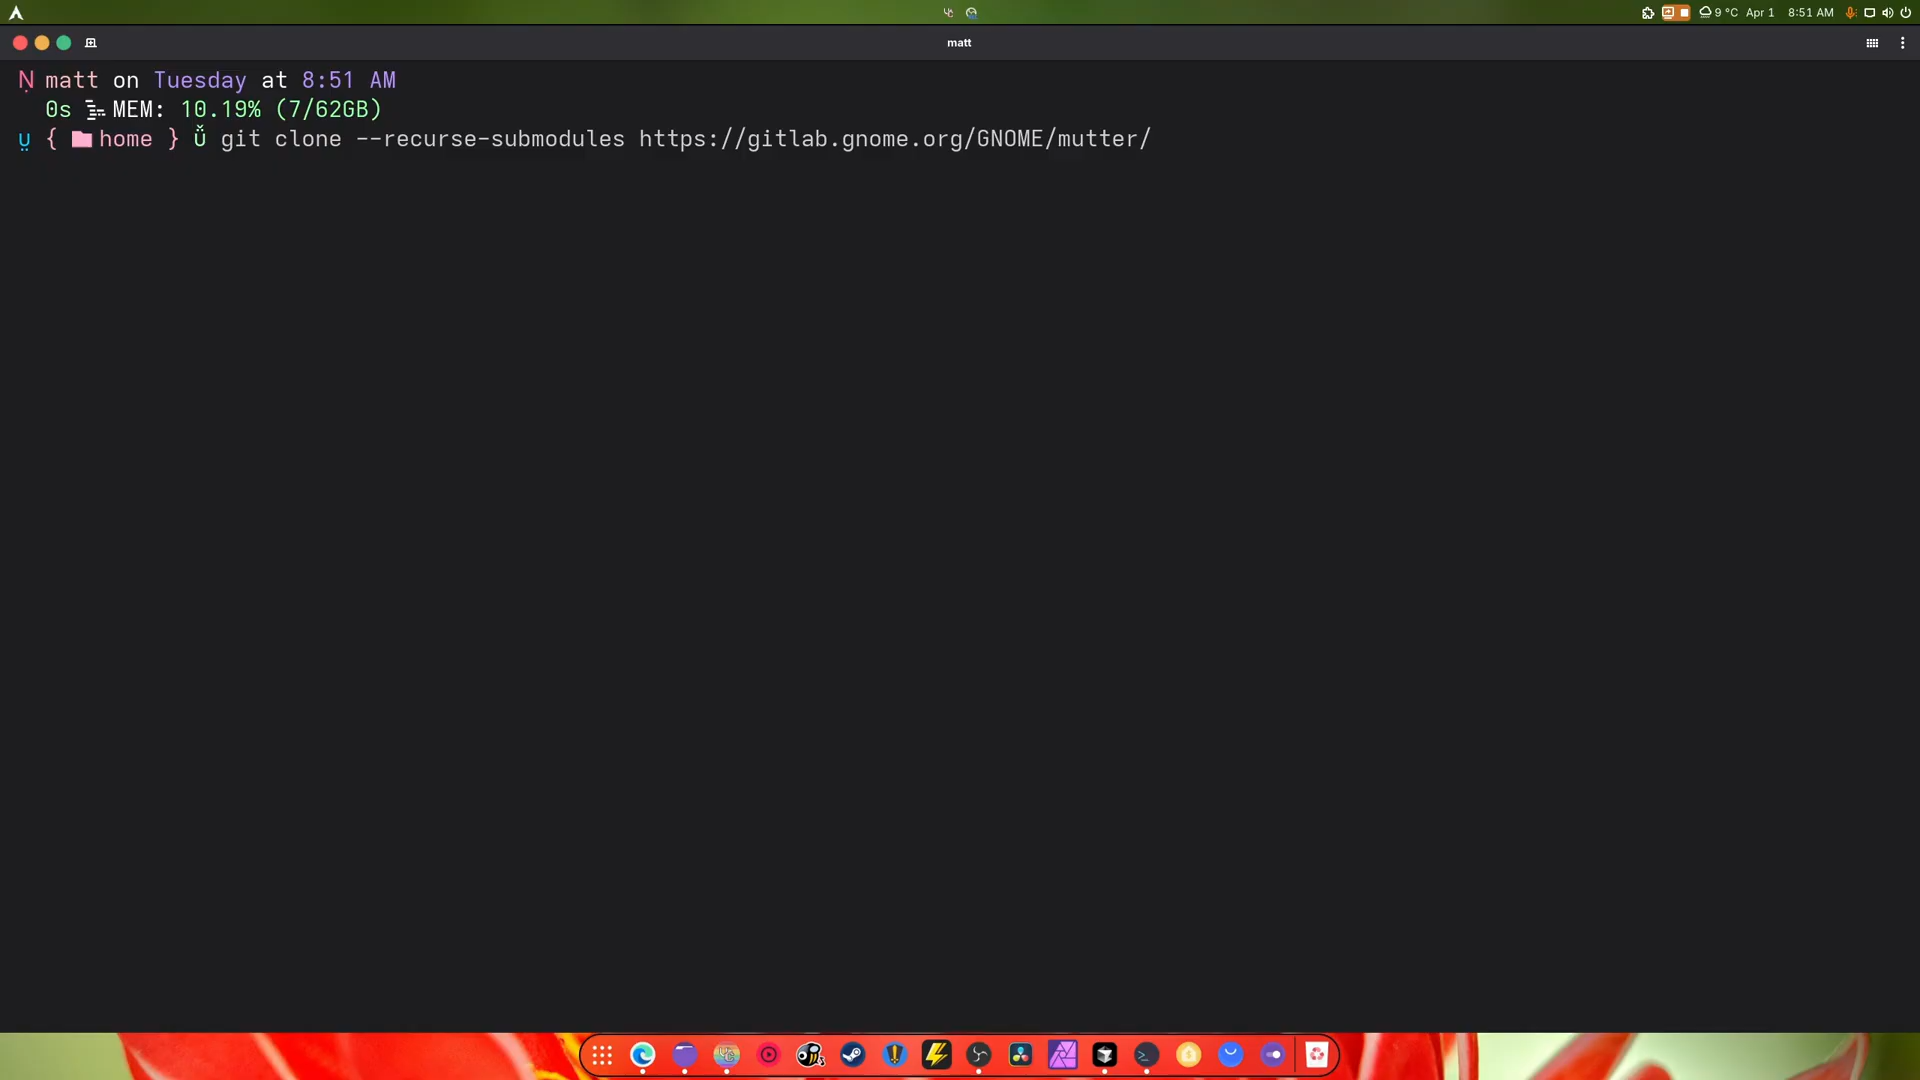 9 °C Apr 1 8:51 AM
matt
Ṇ matt on Tuesday at 8:51 AM
0s MEM: 10.19% (7/62GB)
ṳ { home } Ǚ git clone --recurse-submodules https://gitlab.gnome.org/GNOME/mutter/